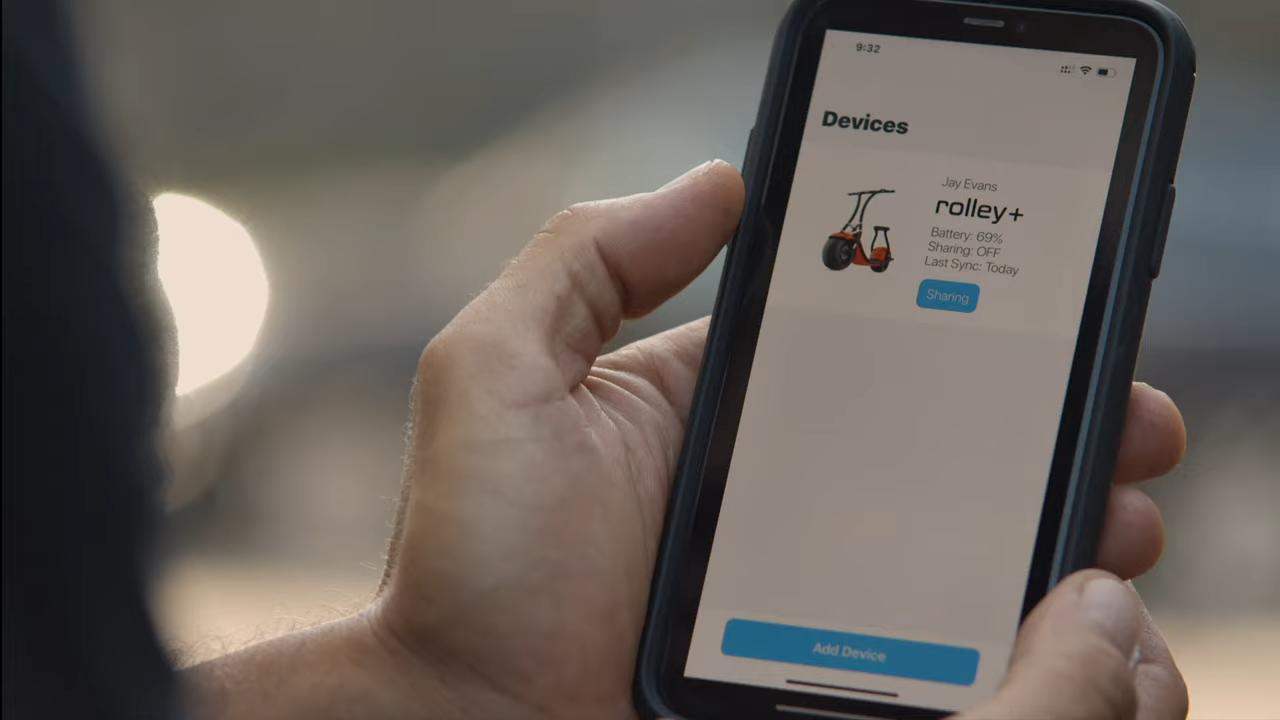 9:32
Devices
Jay Evans
rolley+
Battery: 69%
Sharing: OFF
Last Sync: Today
Sharing
Add Device